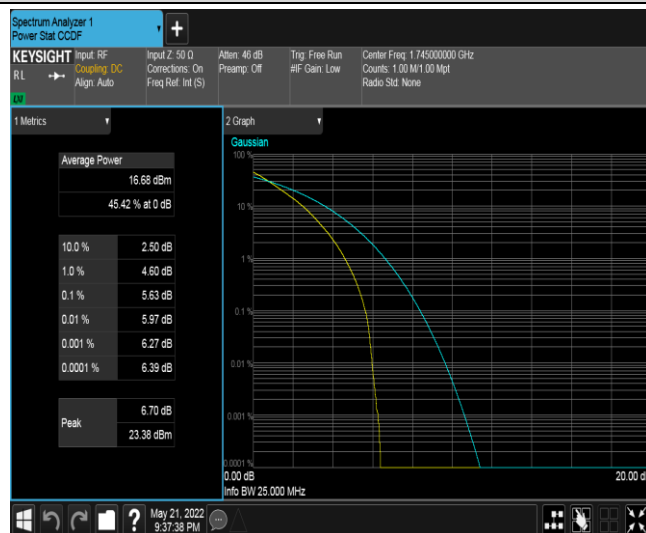 Spectrum Analyzer 1
Power Stat CCDF
KEYSIGHT
RL
Input: RF
Coupling: DC
Align: Auto
Input Z: 50 Ω
Corrections: On
Freq Ref: Int (S)
Atten: 46 dB
Preamp: Off
Trig: Free Run
#IF Gain: Low
Center Freq: 1.745000000 GHz
Counts: 1.00 M/1.00 Mpt
Radio Std: None
LNI
1 Metrics
Average Power
16.68 dBm
45.42 % at 0 dB
10.0 % 2.50 dB
1.0 % 4.60 dB
0.1 % 5.63 dB
0.01 % 5.97 dB
0.001 % 6.27 dB
0.0001 % 6.39 dB
Peak
6.70 dB
23.38 dBm
2 Graph
Gaussian
100 %
10 %
1 %
0.1 %
0.01 %
0.001 %
0.0001 %
0.00 dB
20.00 d
Info BW 25.000 MHz
May 21, 2022
9:37:38 PM